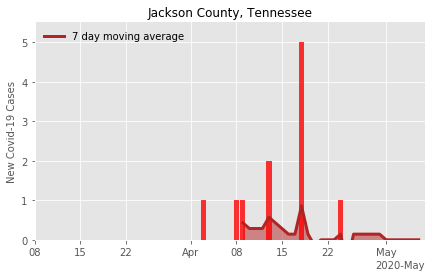 Jackson County, Tennessee
7 day moving average
New Covid-19 Cases
5
4
3
2
1
0
08 15 22 Apr 08 15 22 May
2020-May